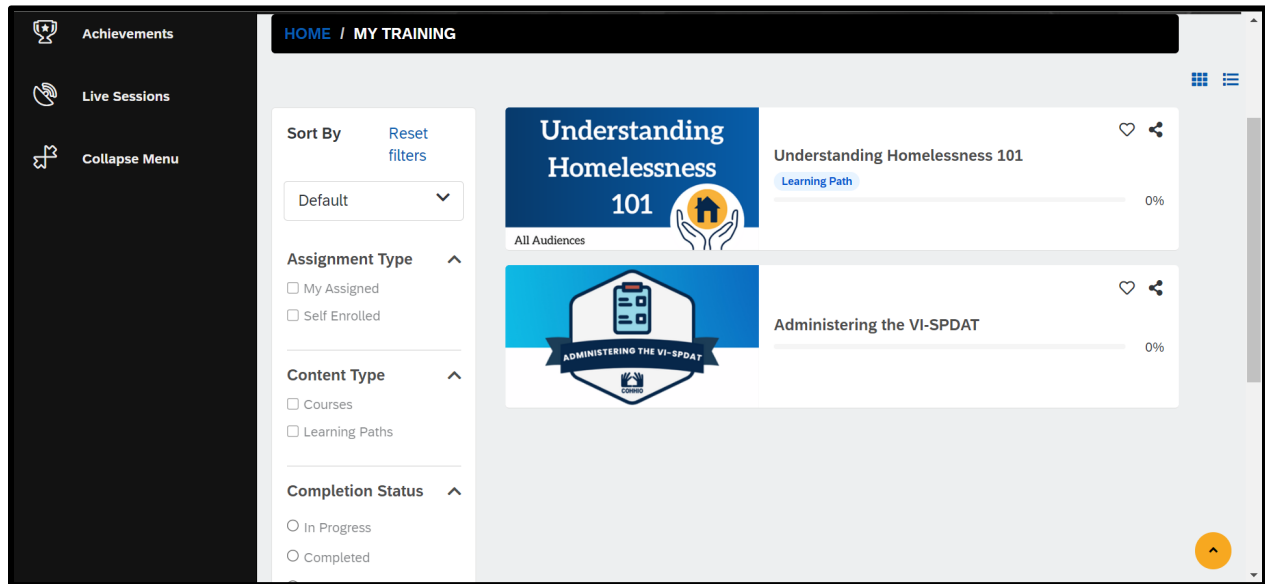 Achievements
Live Sessions
Collapse Menu
HOME / MY TRAINING
Sort By
Reset
filters
Default
Assignment Type
My Assigned
Self Enrolled
Content Type
Courses
Learning Paths
Completion Status
In Progress
Completed
Understanding
Homelessness
101
All Audiences
Understanding Homelessness 101
Learning Path
0%
ADMINISTERING THE VI-SPDAT
COHHIO
Administering the VI-SPDAT
0%